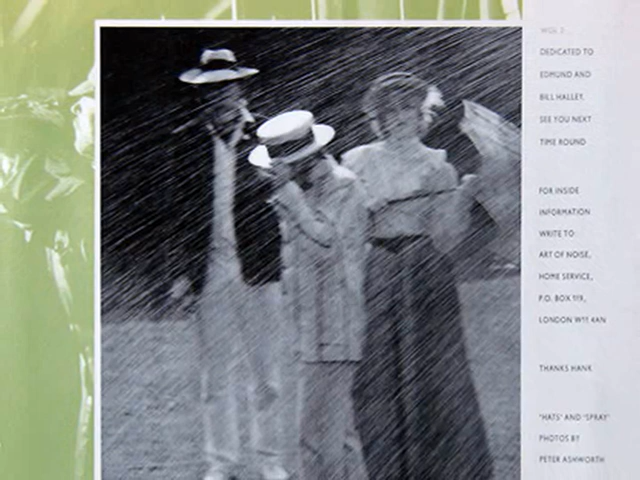 DEDICATED TO
EDMUND AND
BILL HALLEY.
SEE YOU NEXT
TIME ROUND
FOR INSIDE
INFORMATION
WRITE TO:
ART OF NOISE,
HOME SERVICE,
P.O. BOX 119,
LONDON W11 4AN
THANKS HANK
"HATS" AND "SPRAY"
PHOTOS BY
PETER ASHWORTH